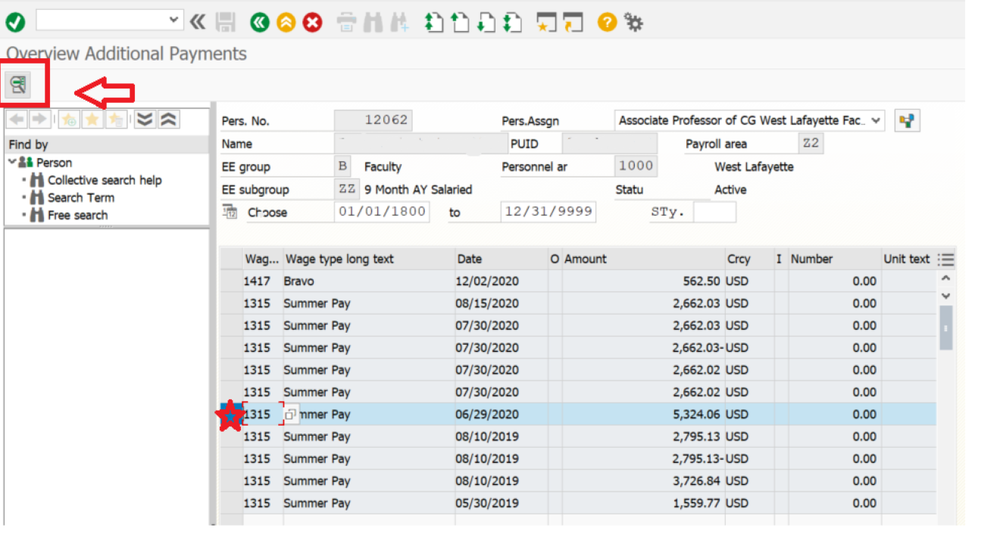 Overview Additional Payments
Find by
Person
Collective search help
Search Term
Free search
Pers. No. 12062 Pers.Assgn Associate Professor of CG West Lafayette Fac..
Name PUID Payroll area Z2
EE group B Faculty Personnel ar 1000 West Lafayette
EE subgroup ZZ 9 Month AY Salaried Statu Active
Choose 01/01/1800 to 12/31/9999 STy.
Wag... Wage type long text Date O Amount Crcy I Number Unit text
1417 Bravo 12/02/2020 562.50 USD 0.00
1315 Summer Pay 08/15/2020 2,662.03 USD 0.00
1315 Summer Pay 07/30/2020 2,662.03 USD 0.00
1315 Summer Pay 07/30/2020 2,662.03- USD 0.00
1315 Summer Pay 07/30/2020 2,662.02 USD 0.00
1315 Summer Pay 07/30/2020 2,662.02 USD 0.00
1315 mmer Pay 06/29/2020 5,324.06 USD 0.00
1315 Summer Pay 08/10/2019 2,795.13 USD 0.00
1315 Summer Pay 08/10/2019 2,795.13- USD 0.00
1315 Summer Pay 08/10/2019 3,726.84 USD 0.00
1315 Summer Pay 05/30/2019 1,559.77 USD 0.00